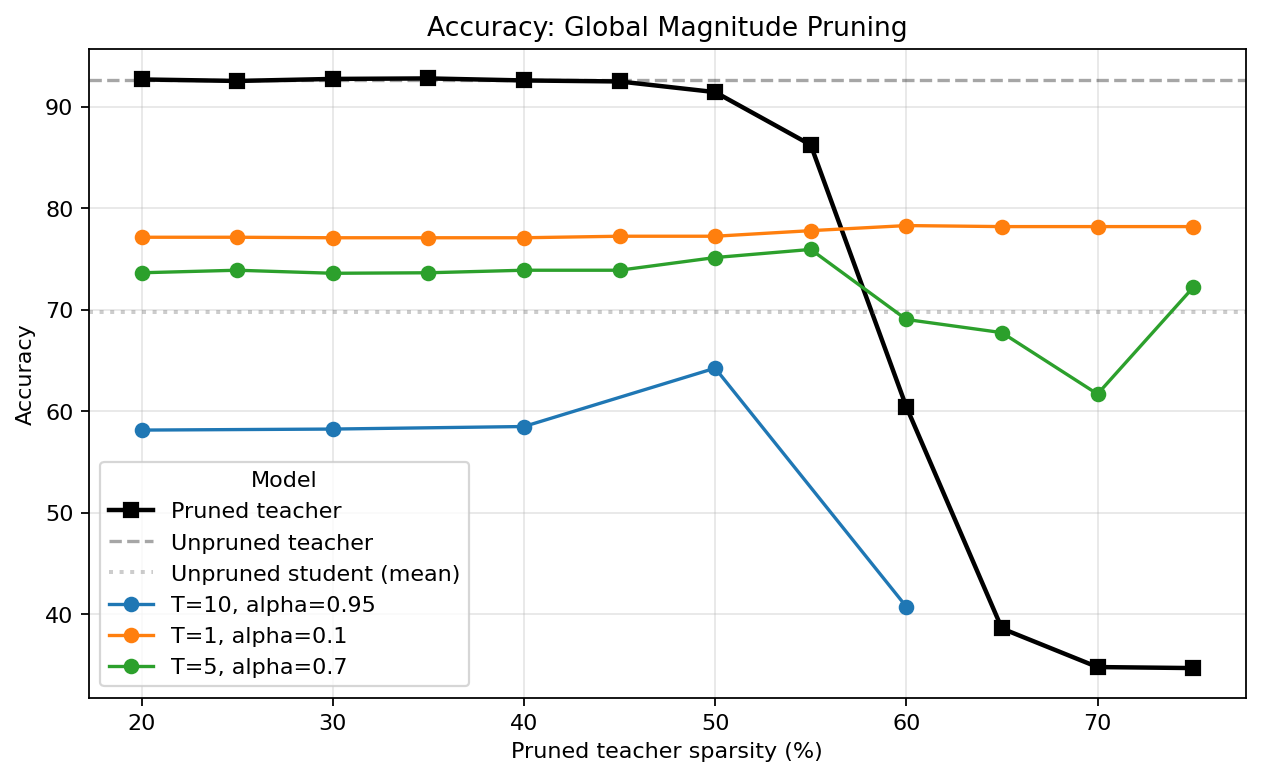 Accuracy: Global Magnitude Pruning
Accuracy
90
80
70
60
50
40
Model
Pruned teacher
Unpruned teacher
Unpruned student (mean)
T=10, alpha=0.95
T=1, alpha=0.1
T=5, alpha=0.7
20
30
40
50
60
70
Pruned teacher sparsity (%)